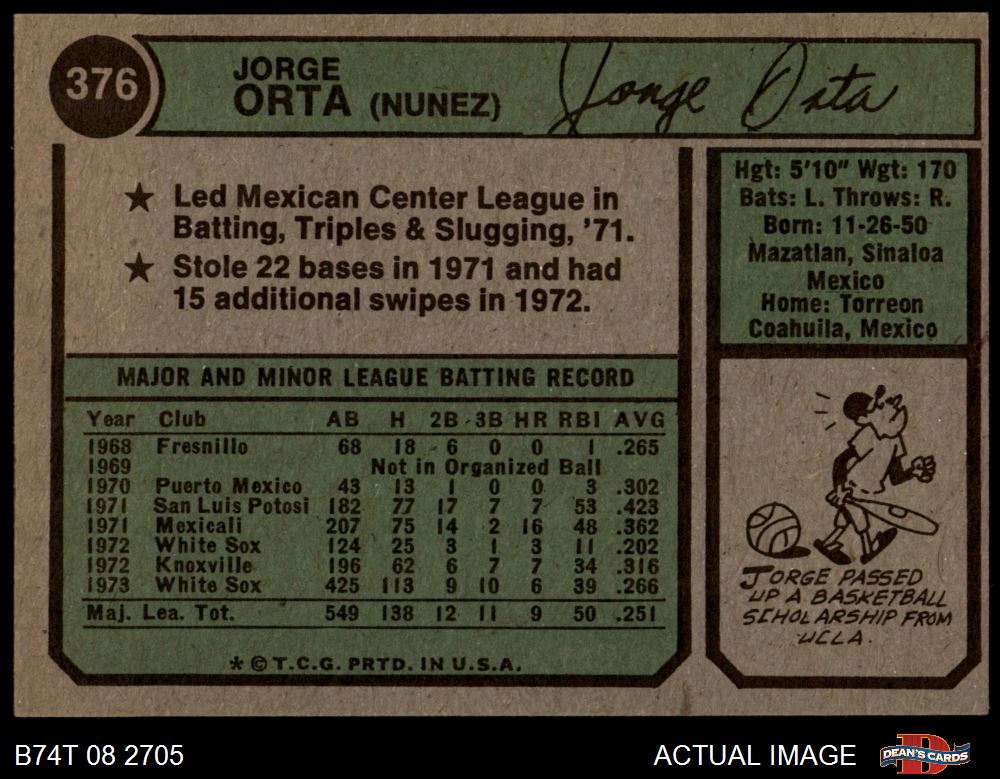 376
JORGE
ORTA (NUNEZ)
Jorge Orta
★ Led Mexican Center League in
Batting, Triples & Slugging, '71.
★ Stole 22 bases in 1971 and had
15 additional swipes in 1972.
Hgt: 5'10" Wgt: 170
Bats: L. Throws: R.
Born: 11-26-50
Mazatlan, Sinaloa
Mexico
Home: Torreon
Coahuila, Mexico
MAJOR AND MINOR LEAGUE BATTING RECORD
Year Club AB H 2B 3B HR RBI AVG
1968 Fresnillo 68 18 6 0 0 1 .265
1969 Not in Organized Ball
1970 Puerto Mexico 43 13 1 0 0 3 .302
1971 San Luis Potosi 182 77 17 7 7 53 .423
1971 Mexicali 207 75 14 2 16 48 .362
1972 White Sox 124 25 3 1 3 11 .202
1972 Knoxville 196 62 6 7 7 34 .316
1973 White Sox 425 113 9 10 6 39 .266
Maj. Lea. Tot. 549 138 12 11 9 50 .251
* © T.C.G. PRTD. IN U.S.A.
JORGE PASSED
UP A BASKETBALL
SCHOLARSHIP FROM
UCLA.
B74T 08 2705
ACTUAL IMAGE
DEAN'S CARDS